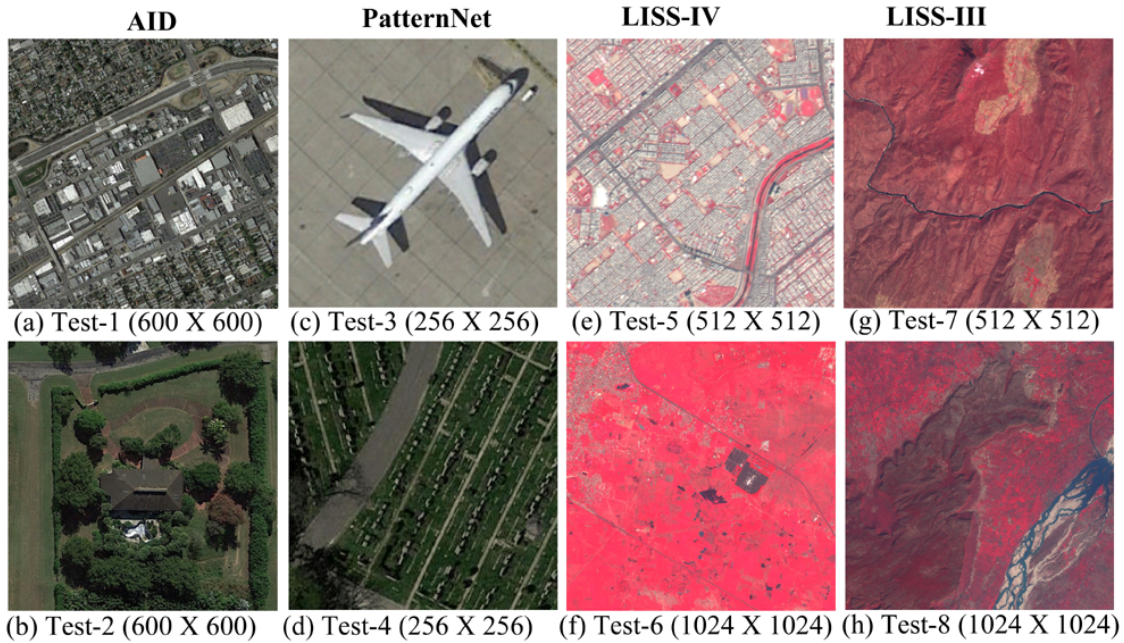 AID PatternNet LISS-IV LISS-III
(a) Test-1 (600 X 600) (c) Test-3 (256 X 256) (e) Test-5 (512 X 512) (g) Test-7 (512 X 512)
(b) Test-2 (600 X 600) (d) Test-4 (256 X 256) (f) Test-6 (1024 X 1024) (h) Test-8 (1024 X 1024)